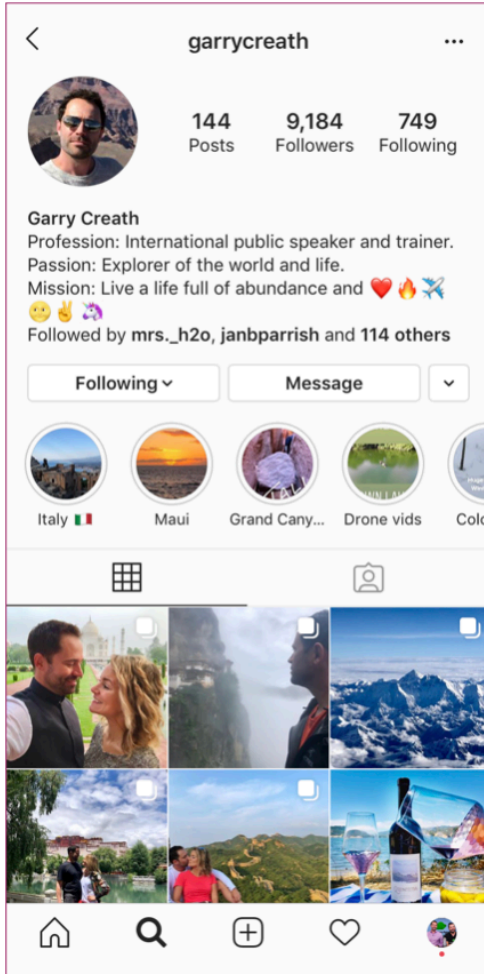 garrycreath
144 9,184 749
Posts Followers Following
Garry Creath
Profession: International public speaker and trainer.
Passion: Explorer of the world and life.
Mission: Live a life full of abundance and ❤️🔥✈️
🌝✌️🦄
Followed by mrs._h2o, janbparrish and 114 others
Following Message
Italy 🇮🇹 Maui Grand Cany... Drone vids Colo